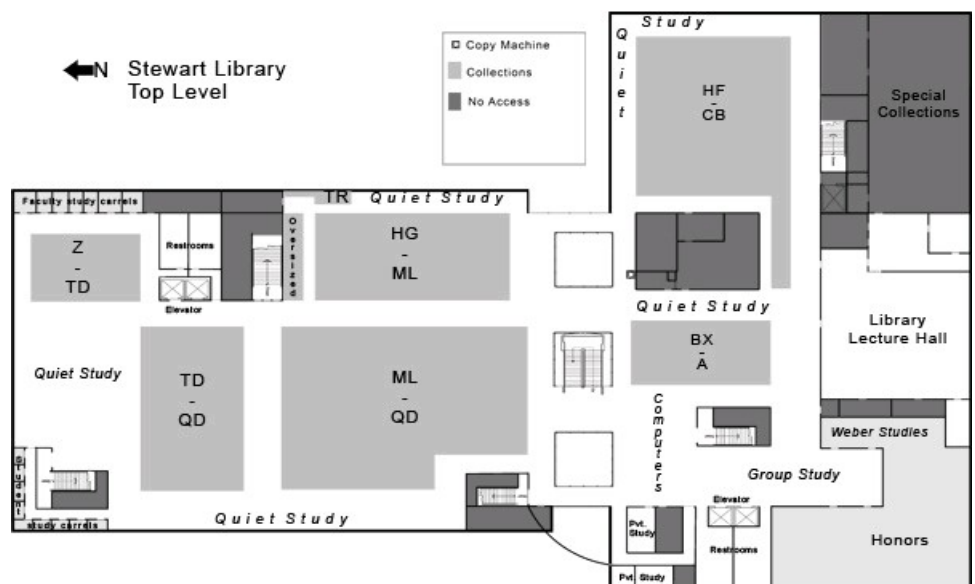 N Stewart Library
Top Level
Copy Machine
Collections
No Access
Study
Quiet
HF
-
CB
Special
Collections
Faculty study carrels
TR
Quiet Study
Z
-
TD
Restrooms
Oversized
HG
-
ML
Elevator
Quiet Study
Library
Lecture Hall
BX
-
A
Quiet Study
TD
-
QD
ML
-
QD
Computers
Weber Studies
Group Study
Student
study carrels
Quiet Study
Elevator
Pvt.
Study
Restrooms
Honors
Pvt. Study